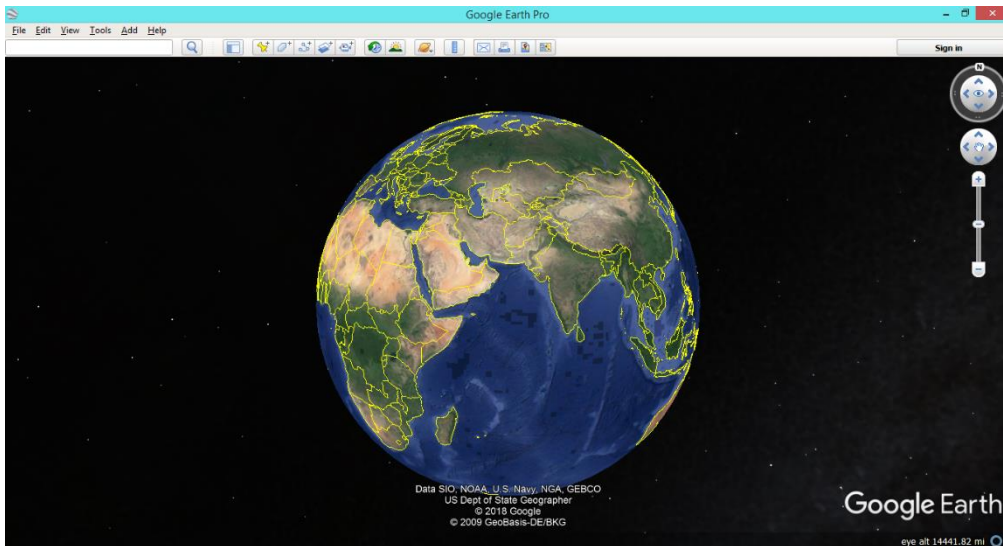 Google Earth Pro
File Edit View Tools Add Help
Sign in
N
Data SIO, NOAA, U.S. Navy, NGA, GEBCO
US Dept of State Geographer
© 2018 Google
© 2009 GeoBasis-DE/BKG
Google Earth
eye alt 14441.82 mi